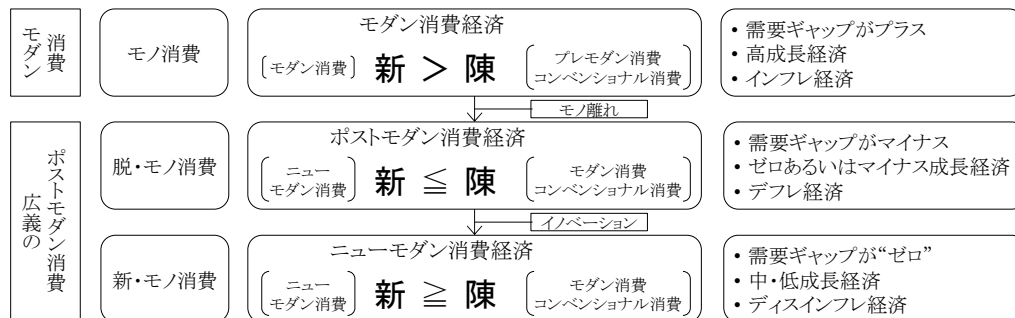 モダン
消費
モノ消費
モダン消費経済
モダン消費
新 > 陳
プレモダン消費
コンベンショナル消費
・需要ギャップがプラス
・高成長経済
・インフレ経済
モノ離れ
広義の
ポストモダン消費
脱・モノ消費
ポストモダン消費経済
ニュー
モダン消費
新 ≦ 陳
モダン消費
コンベンショナル消費
・需要ギャップがマイナス
・ゼロあるいはマイナス成長経済
・デフレ経済
イノベーション
新・モノ消費
ニューモダン消費経済
ニュー
モダン消費
新 ≧ 陳
モダン消費
コンベンショナル消費
・需要ギャップが“ゼロ”
・中・低成長経済
・ディスインフレ経済